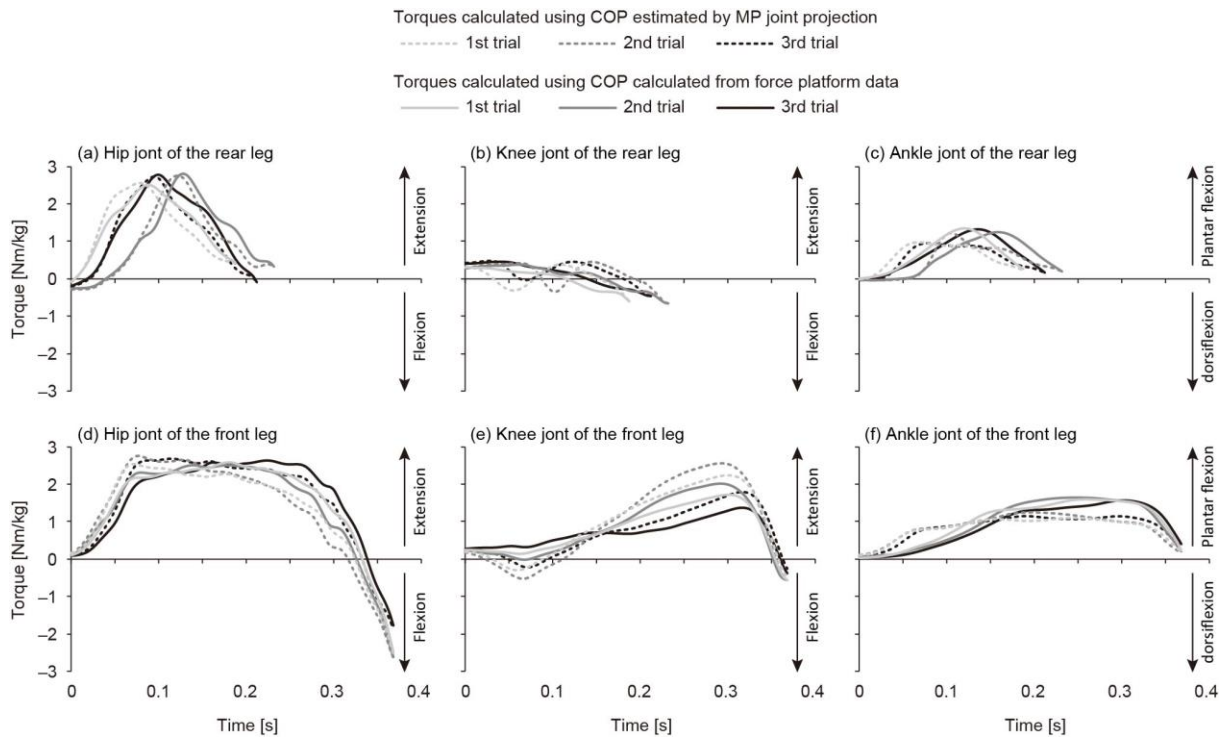 Torques calculated using COP estimated by MP joint projection
1st trial 2nd trial 3rd trial
Torques calculated using COP calculated from force platform data
1st trial 2nd trial 3rd trial
(a) Hip jont of the rear leg
(b) Knee jont of the rear leg
(c) Ankle jont of the rear leg
Torque [Nm/kg]
3
2
1
0
–1
–2
–3
Extension
Flexion
Extension
Flexion
Plantar flexion
dorsiflexion
(d) Hip jont of the front leg
(e) Knee jont of the front leg
(f) Ankle jont of the front leg
Torque [Nm/kg]
3
2
1
0
–1
–2
–3
Extension
Flexion
Extension
Flexion
Plantar flexion
dorsiflexion
0 0.1 0.2 0.3 0.4
0 0.1 0.2 0.3 0.4
0 0.1 0.2 0.3 0.4
Time [s]
Time [s]
Time [s]